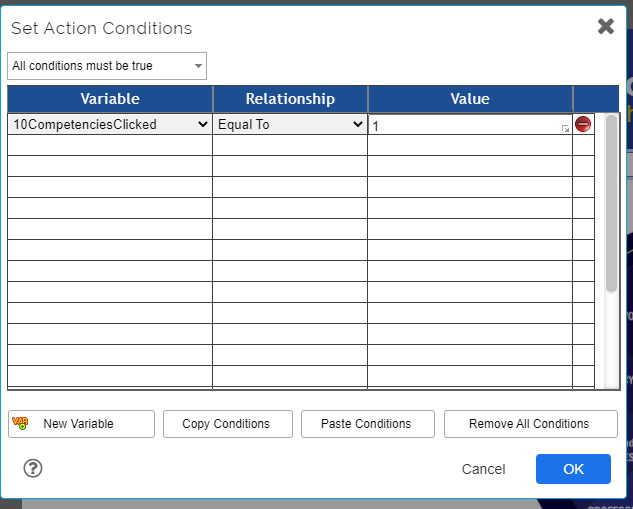 Set Action Conditions
All conditions must be true
Variable Relationship Value
10CompetenciesClicked Equal To 1
VAR New Variable Copy Conditions Paste Conditions Remove All Conditions
? Cancel OK